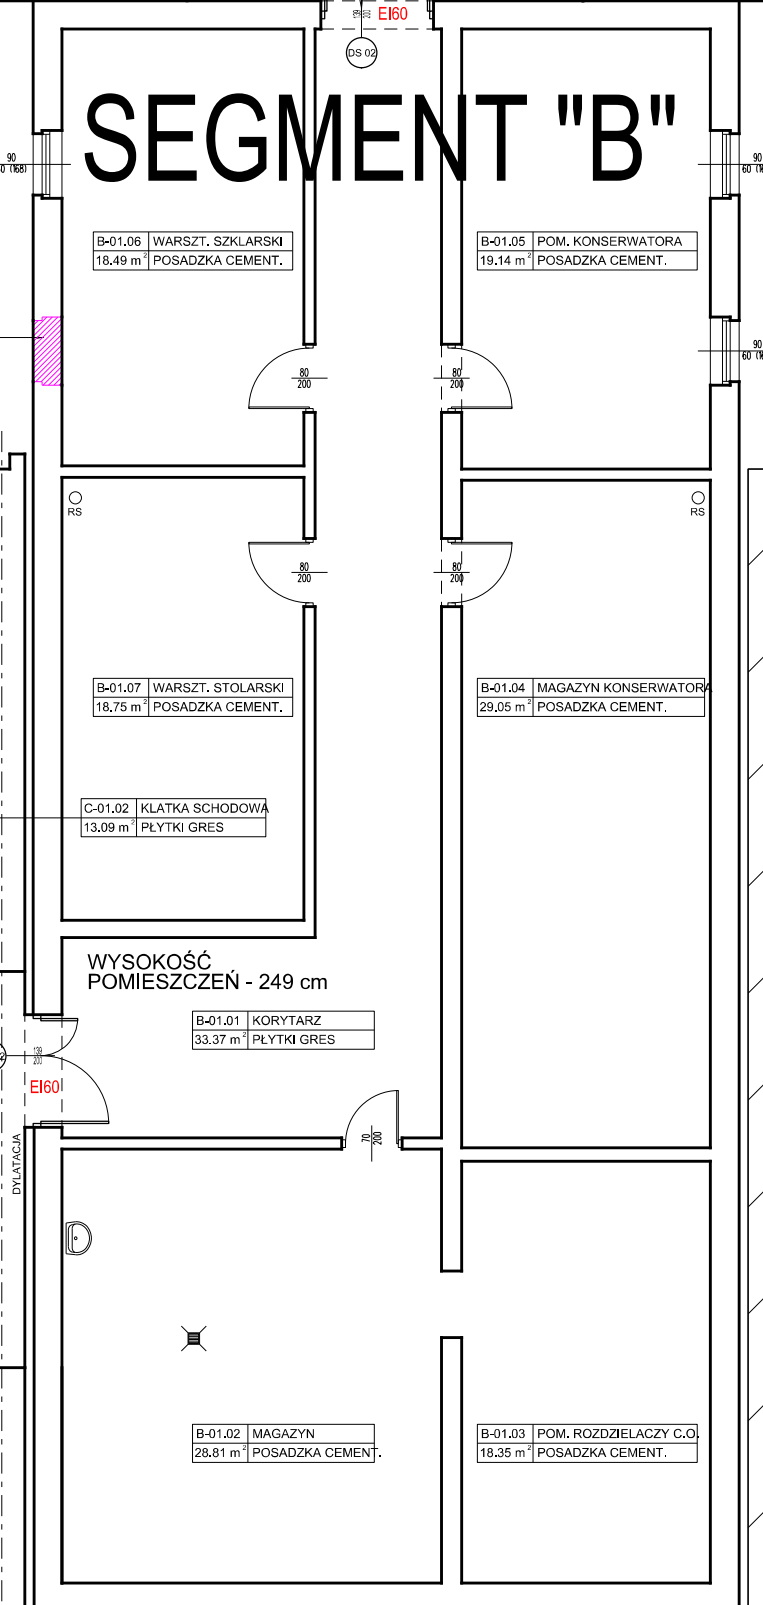 139
200
EI60
DS 02
SEGMENT "B"
90
90
60
B-01.06 WARSZT. SZKLARSKI
18.49 m² POSADZKA CEMENT.
B-01.05 POM. KONSERWATORA
19.14 m² POSADZKA CEMENT.
90
60
80
200
80
200
RS
RS
80
200
80
200
B-01.07 WARSZT. STOLARSKI
18.75 m² POSADZKA CEMENT.
B-01.04 MAGAZYN KONSERWATORA
29.05 m² POSADZKA CEMENT.
C-01.02 KLATKA SCHODOWA
13.09 m² PŁYTKI GRES
WYSOKOŚĆ
POMIESZCZEŃ - 249 cm
B-01.01 KORYTARZ
33.37 m² PŁYTKI GRES
139
200
EI60
70
200
DYLATACJA
B-01.02 MAGAZYN
28.81 m² POSADZKA CEMENT.
B-01.03 POM. ROZDZIELACZY C.O.
18.35 m² POSADZKA CEMENT.